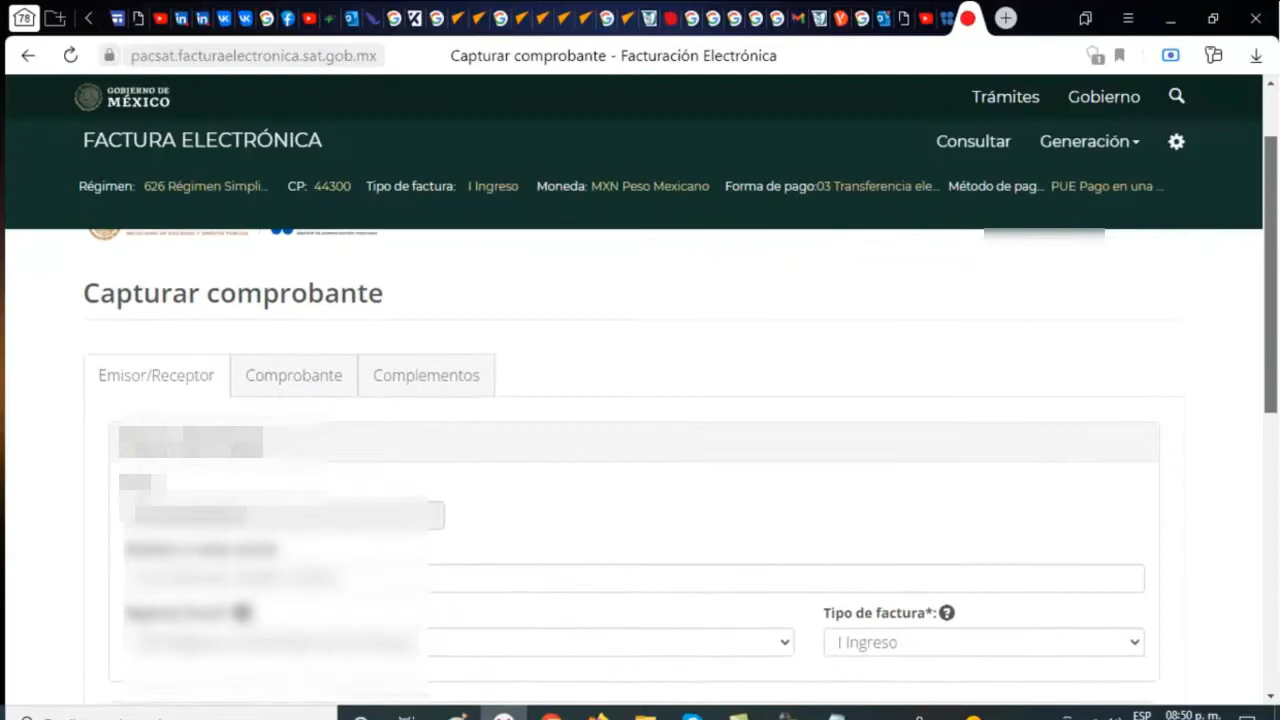 78
pacsat.facturaelectronica.sat.gob.mx
Capturar comprobante - Facturación Electrónica
1
GOBIERNO DE
MÉXICO
Trámites
Gobierno
FACTURA ELECTRÓNICA
Consultar
Generación
Régimen: 626 Régimen Simpli... CP: 44300 Tipo de factura: I Ingreso Moneda: MXN Peso Mexicano Forma de pago:03 Transferencia ele... Método de pag... PUE Pago en una ...
Capturar comprobante
Emisor/Receptor
Comprobante
Complementos
Tipo de factura*:
I Ingreso
ESP
08:50 p. m.